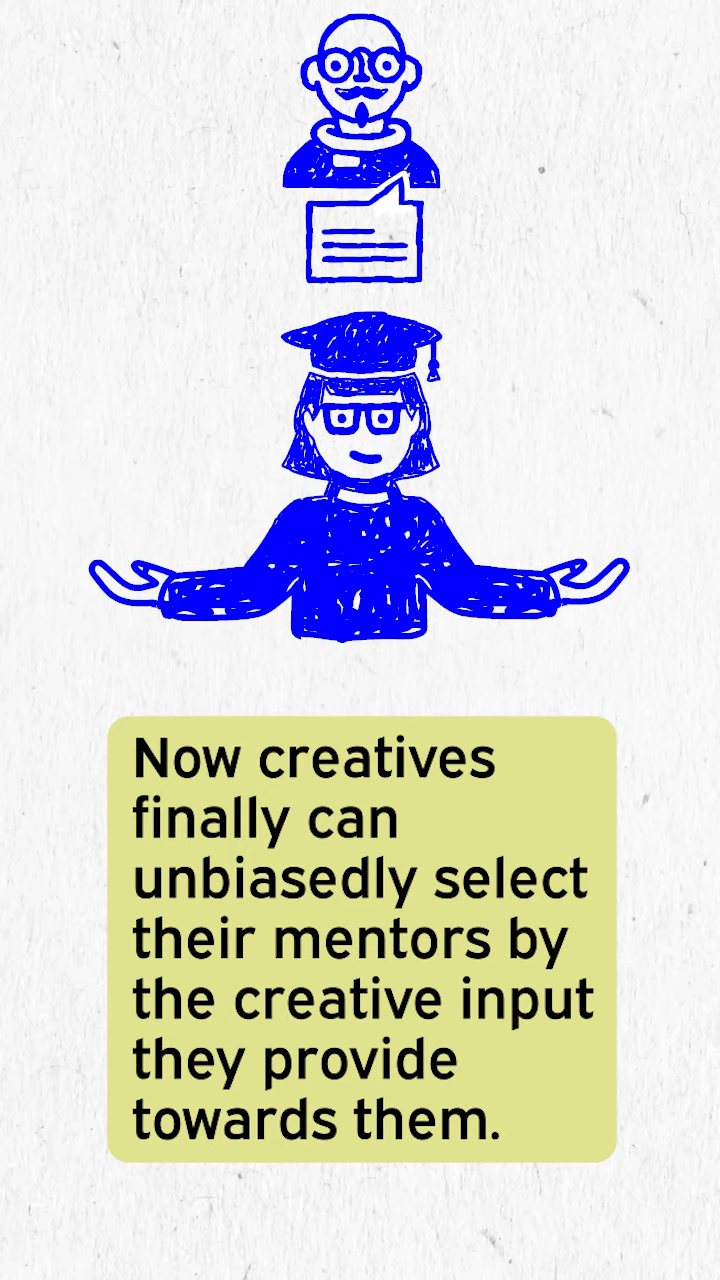 Now creatives
finally can
unbiasedly select
their mentors by
the creative input
they provide
towards them.